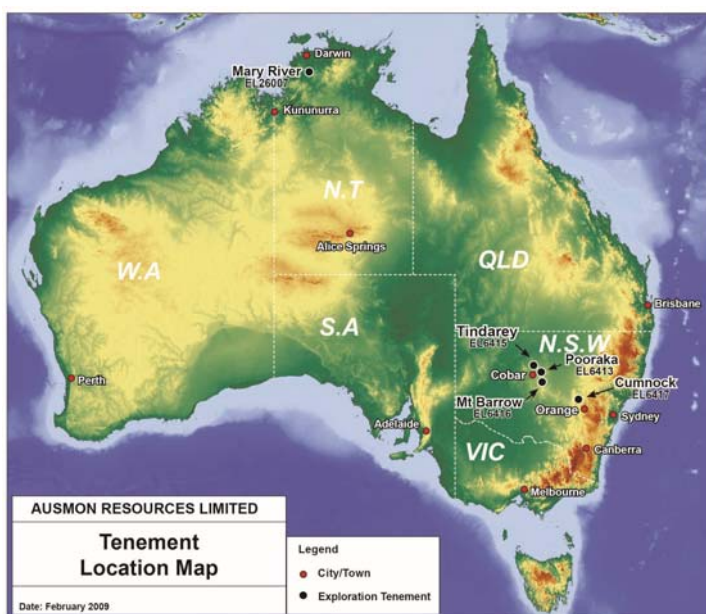 Darwin
Mary River
EL26007
Kununurra
N.T
Alice Springs
W.A
QLD
S.A
Brisbane
Tindarey
EL6415
N.S.W
Pooraka
EL6413
Cobar
Cumnock
EL6417
Mt Barrow
EL6416
Orange
Sydney
Perth
Adelaide
VIC
Canberra
Melbourne
AUSMON RESOURCES LIMITED
Tenement
Location Map
Date: February 2009
Legend
City/Town
Exploration Tenement